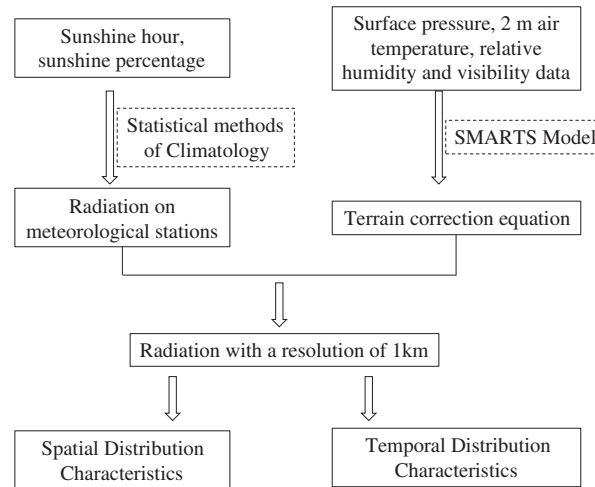 Sunshine hour,
sunshine percentage
Surface pressure, 2 m air
temperature, relative
humidity and visibility data
Statistical methods
of Climatology
SMARTS Model
Radiation on
meteorological stations
Terrain correction equation
Radiation with a resolution of 1km
Spatial Distribution
Characteristics
Temporal Distribution
Characteristics